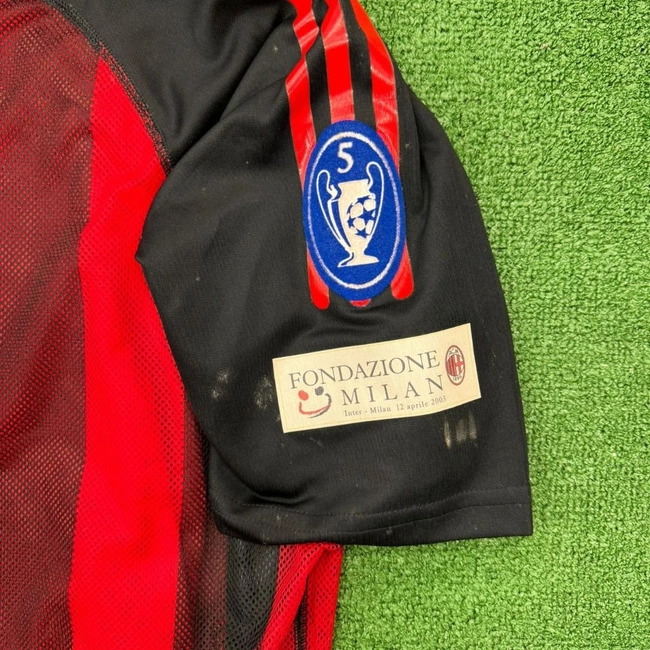 5
FONDAZIONE
MILAN
Inter - Milan 12 aprile 2003